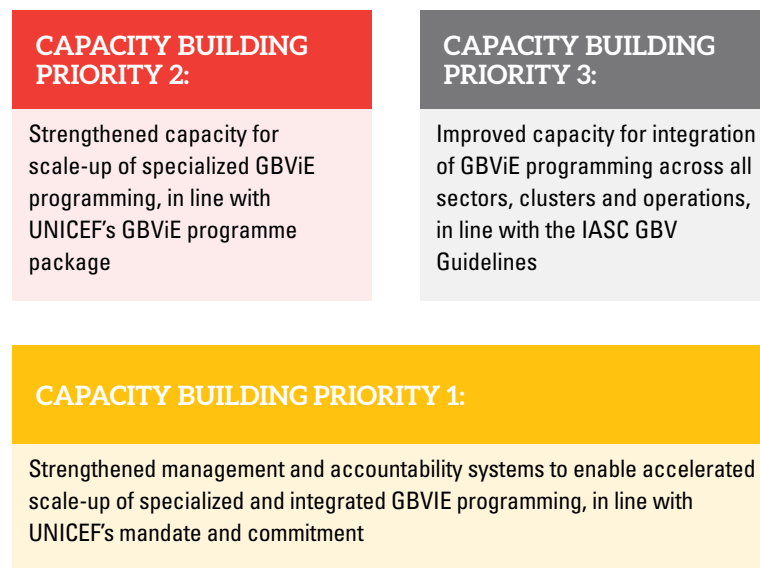 CAPACITY BUILDING
PRIORITY 2:
Strengthened capacity for
scale-up of specialized GBViE
programming, in line with
UNICEF's GBViE programme
package
CAPACITY BUILDING
PRIORITY 3:
Improved capacity for integration
of GBViE programming across all
sectors, clusters and operations,
in line with the IASC GBV
Guidelines
CAPACITY BUILDING PRIORITY 1:
Strengthened management and accountability systems to enable accelerated
scale-up of specialized and integrated GBVIE programming, in line with
UNICEF's mandate and commitment